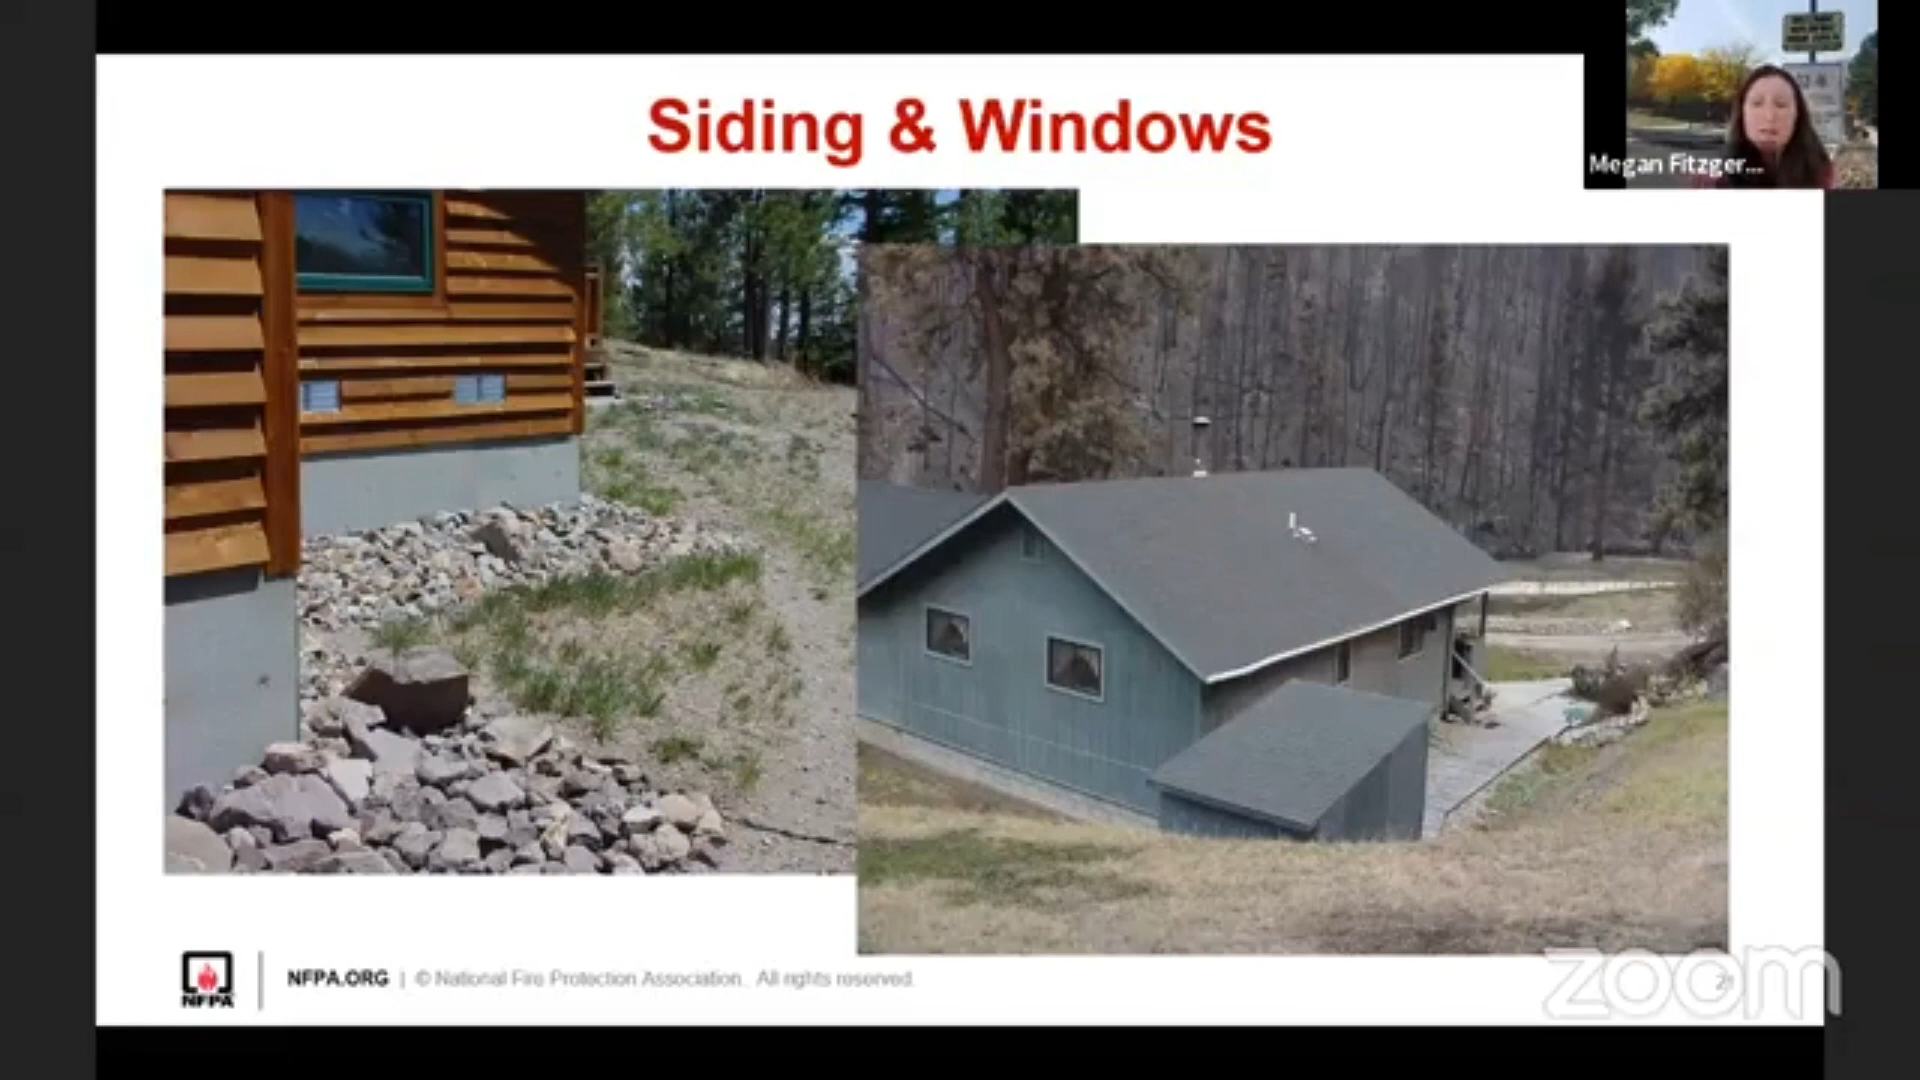 Siding & Windows
Megan Fitzger...
NFPA
NFPA.ORG | © National Fire Protection Association. All rights reserved.
zoom